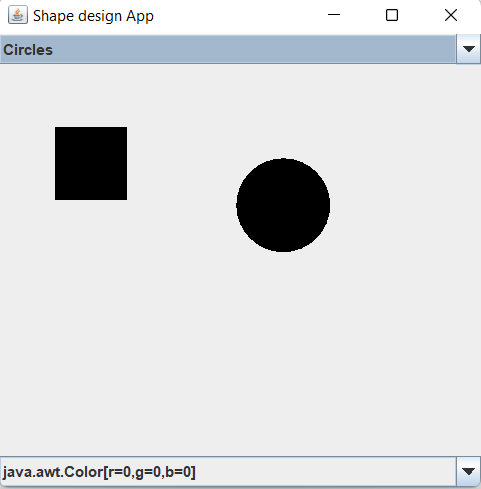 Shape design App
Circles
java.awt.Color[r=0,g=0,b=0]